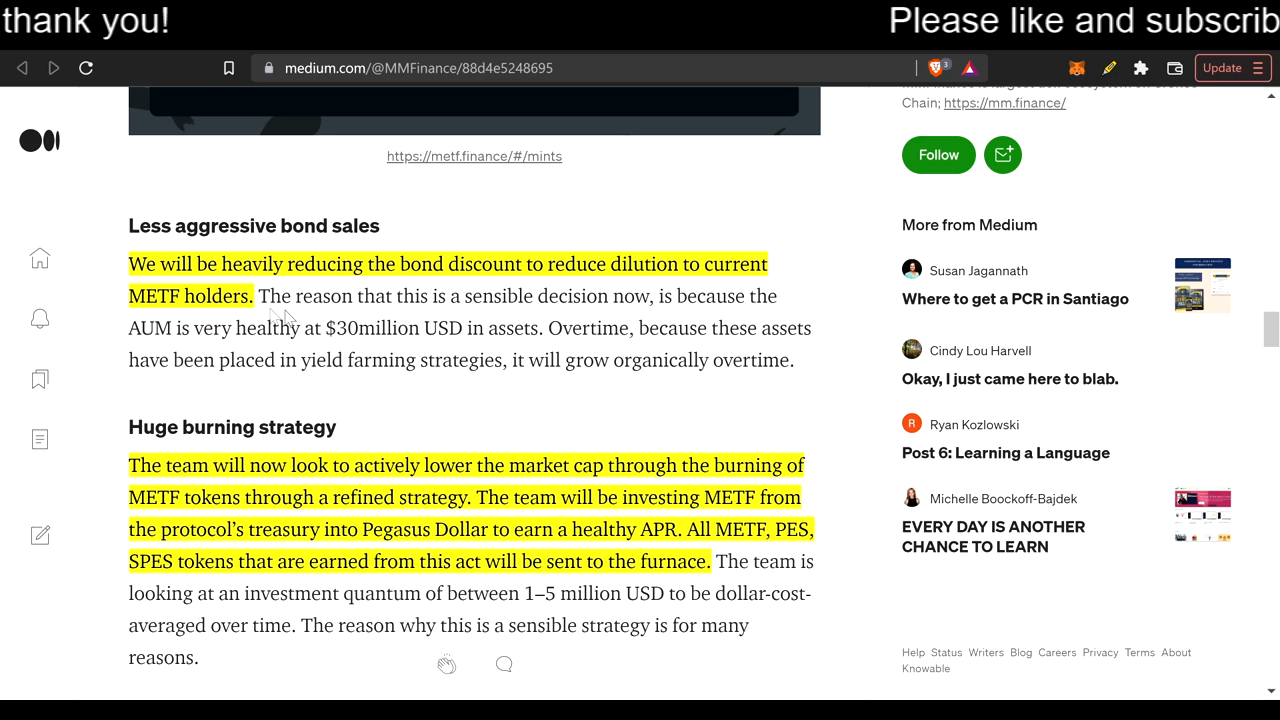 thank you!
Please like and subscrib
medium.com/@MMFinance/88d4e5248695
3
Update
Chain; https://mm.finance/
https://metf.finance/#/mints
Follow
Less aggressive bond sales
We will be heavily reducing the bond discount to reduce dilution to current
METF holders. The reason that this is a sensible decision now, is because the
AUM is very healthy at $30million USD in assets. Overtime, because these assets
have been placed in yield farming strategies, it will grow organically overtime.
Huge burning strategy
The team will now look to actively lower the market cap through the burning of
METF tokens through a refined strategy. The team will be investing METF from
the protocol’s treasury into Pegasus Dollar to earn a healthy APR. All METF, PES,
SPES tokens that are earned from this act will be sent to the furnace. The team is
looking at an investment quantum of between 1–5 million USD to be dollar-cost-
averaged over time. The reason why this is a sensible strategy is for many
reasons.
More from Medium
Susan Jagannath
Where to get a PCR in Santiago
Cindy Lou Harvell
Okay, I just came here to blab.
R
Ryan Kozlowski
Post 6: Learning a Language
Michelle Boockoff-Bajdek
EVERY DAY IS ANOTHER
CHANCE TO LEARN
Help Status Writers Blog Careers Privacy Terms About
Knowable